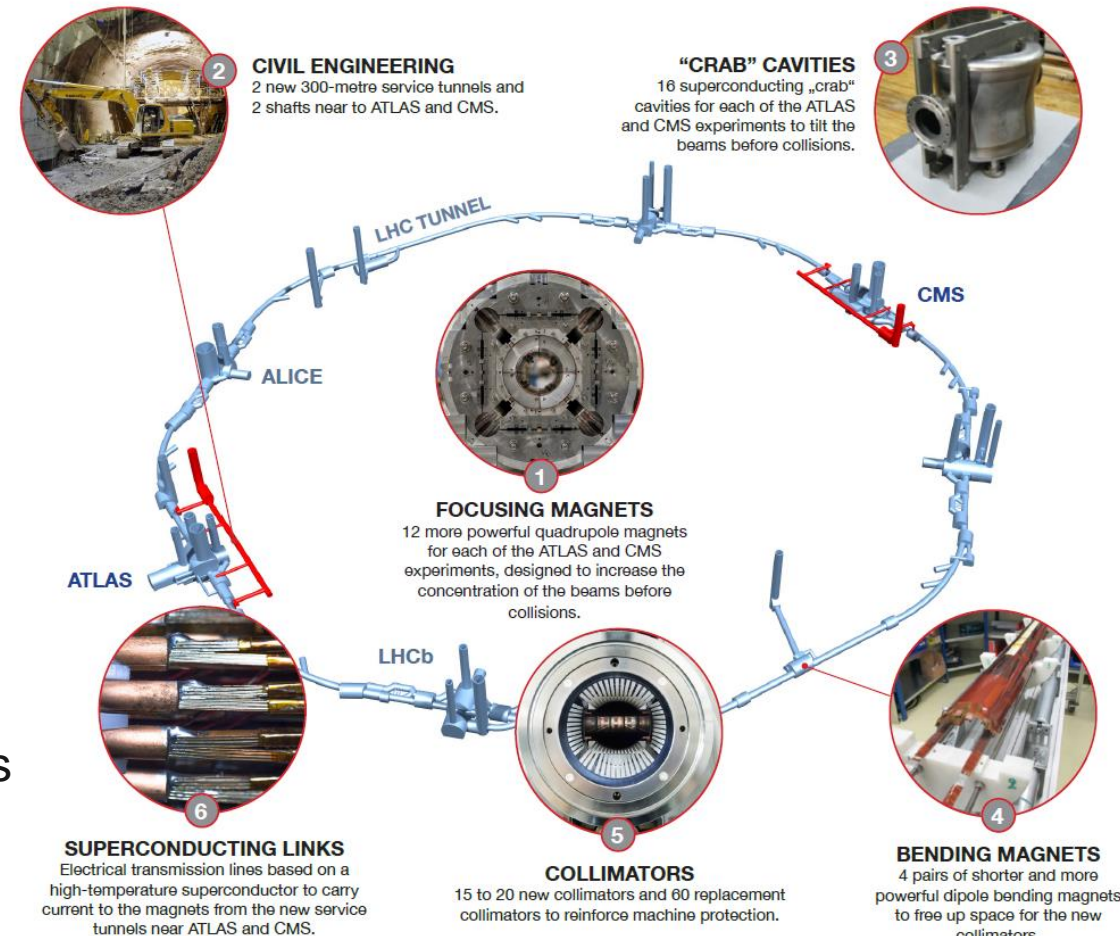 2
CIVIL ENGINEERING
2 new 300-metre service tunnels and
2 shafts near to ATLAS and CMS.
“CRAB” CAVITIES
16 superconducting „crab“
cavities for each of the ATLAS
and CMS experiments to tilt the
beams before collisions.
3
LHC TUNNEL
CMS
ALICE
1
FOCUSING MAGNETS
12 more powerful quadrupole magnets
for each of the ATLAS and CMS
experiments, designed to increase the
concentration of the beams before
collisions.
ATLAS
LHCb
s
6
SUPERCONDUCTING LINKS
Electrical transmission lines based on a
high-temperature superconductor to carry
current to the magnets from the new service
tunnels near ATLAS and CMS.
5
COLLIMATORS
15 to 20 new collimators and 60 replacement
collimators to reinforce machine protection.
4
BENDING MAGNETS
4 pairs of shorter and more
powerful dipole bending magnets
to free up space for the new
collimators